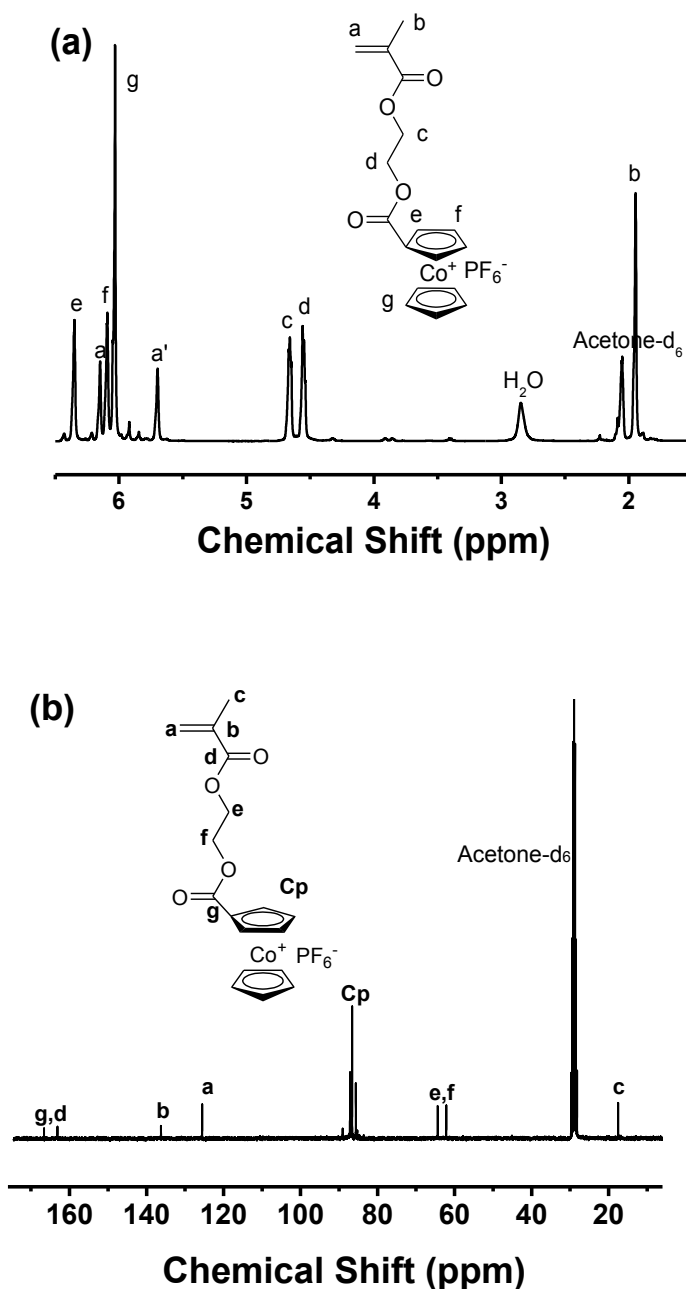 (a)
a
b
O
O
c
d
O
O
e
f
Co+ PF6-
g
g
e
f
a
a'
c
d
H2O
Acetone-d6
b
6
5
4
3
2
Chemical Shift (ppm)
(b)
c
a
b
d
O
O
e
f
O
O
g
Cp
Co+ PF6-
Acetone-d6
Cp
g,d
b
a
e,f
c
160
140
120
100
80
60
40
20
Chemical Shift (ppm)